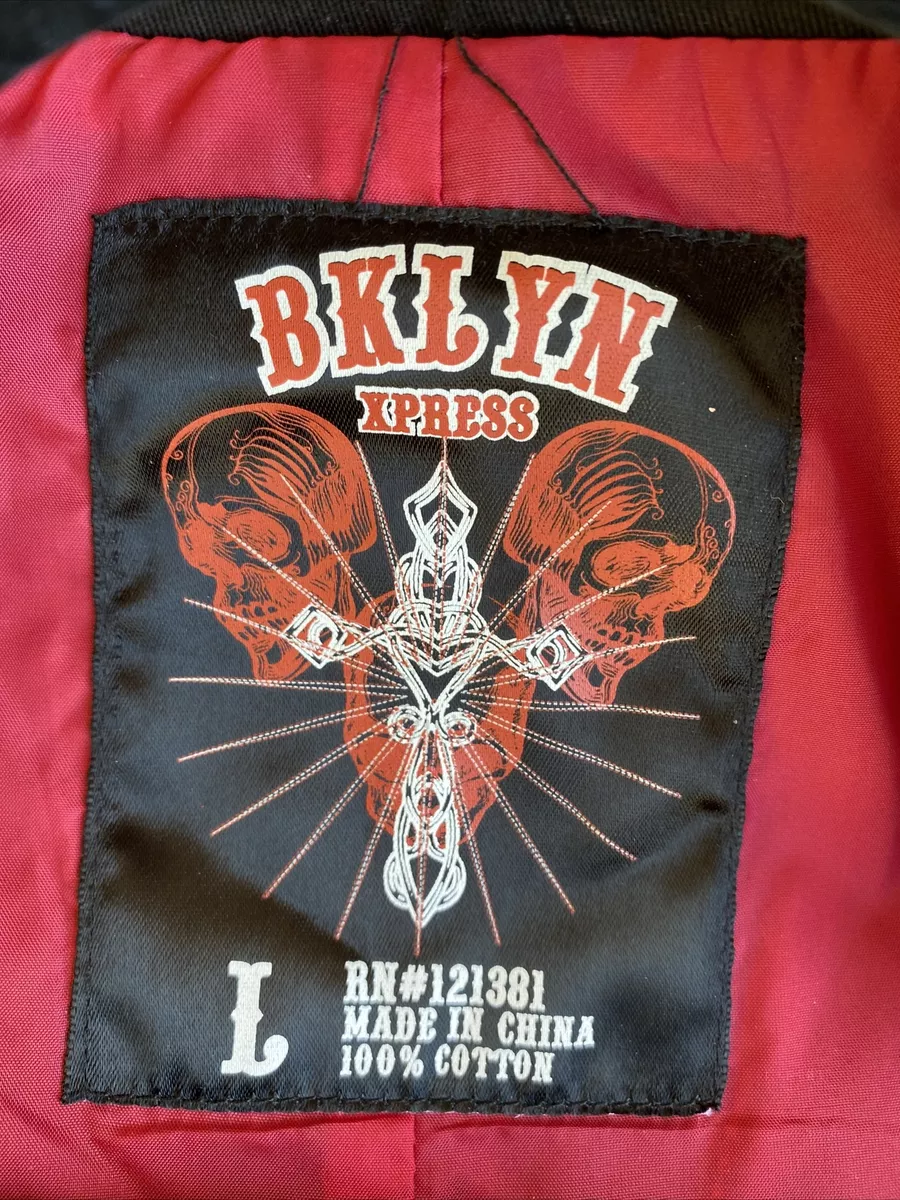 BKLYN
XPRESS
L
RN#121381
MADE IN CHINA
100% COTTON